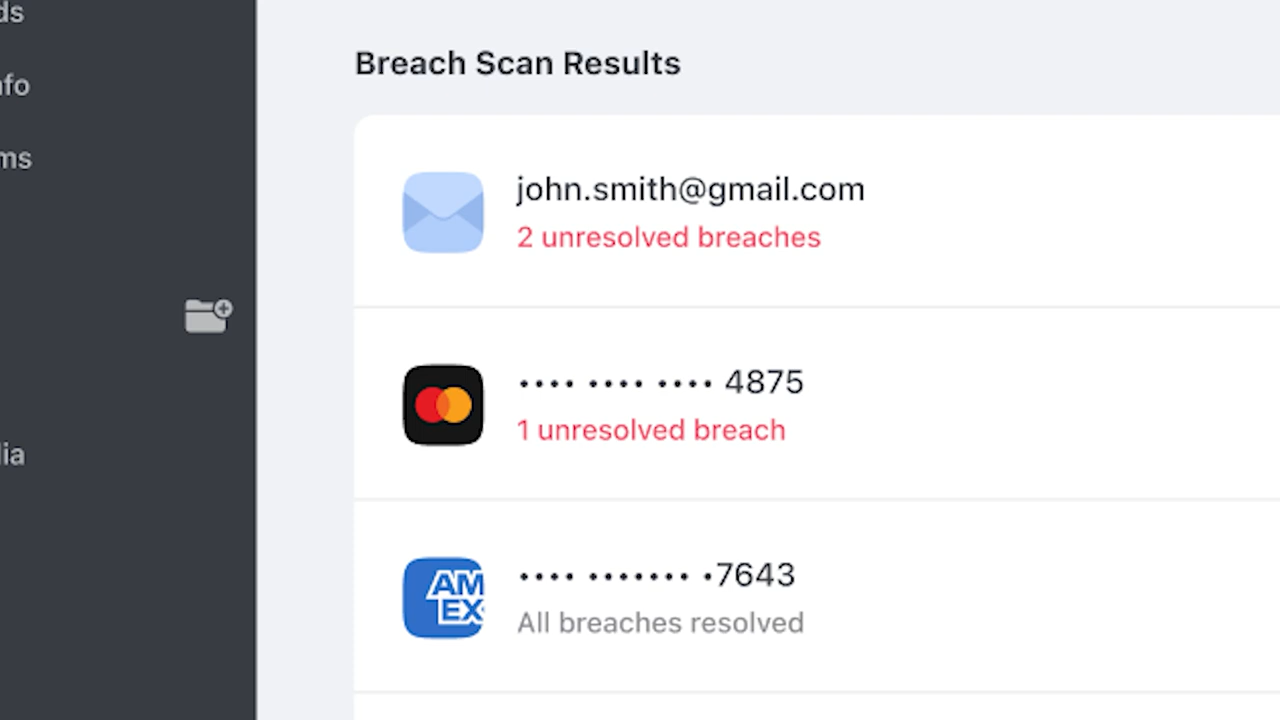 ds
nfo
ms
lia
Breach Scan Results
john.smith@gmail.com
2 unresolved breaches
•••• •••• •••• 4875
1 unresolved breach
AM
EX
•••• ••••••• •7643
All breaches resolved